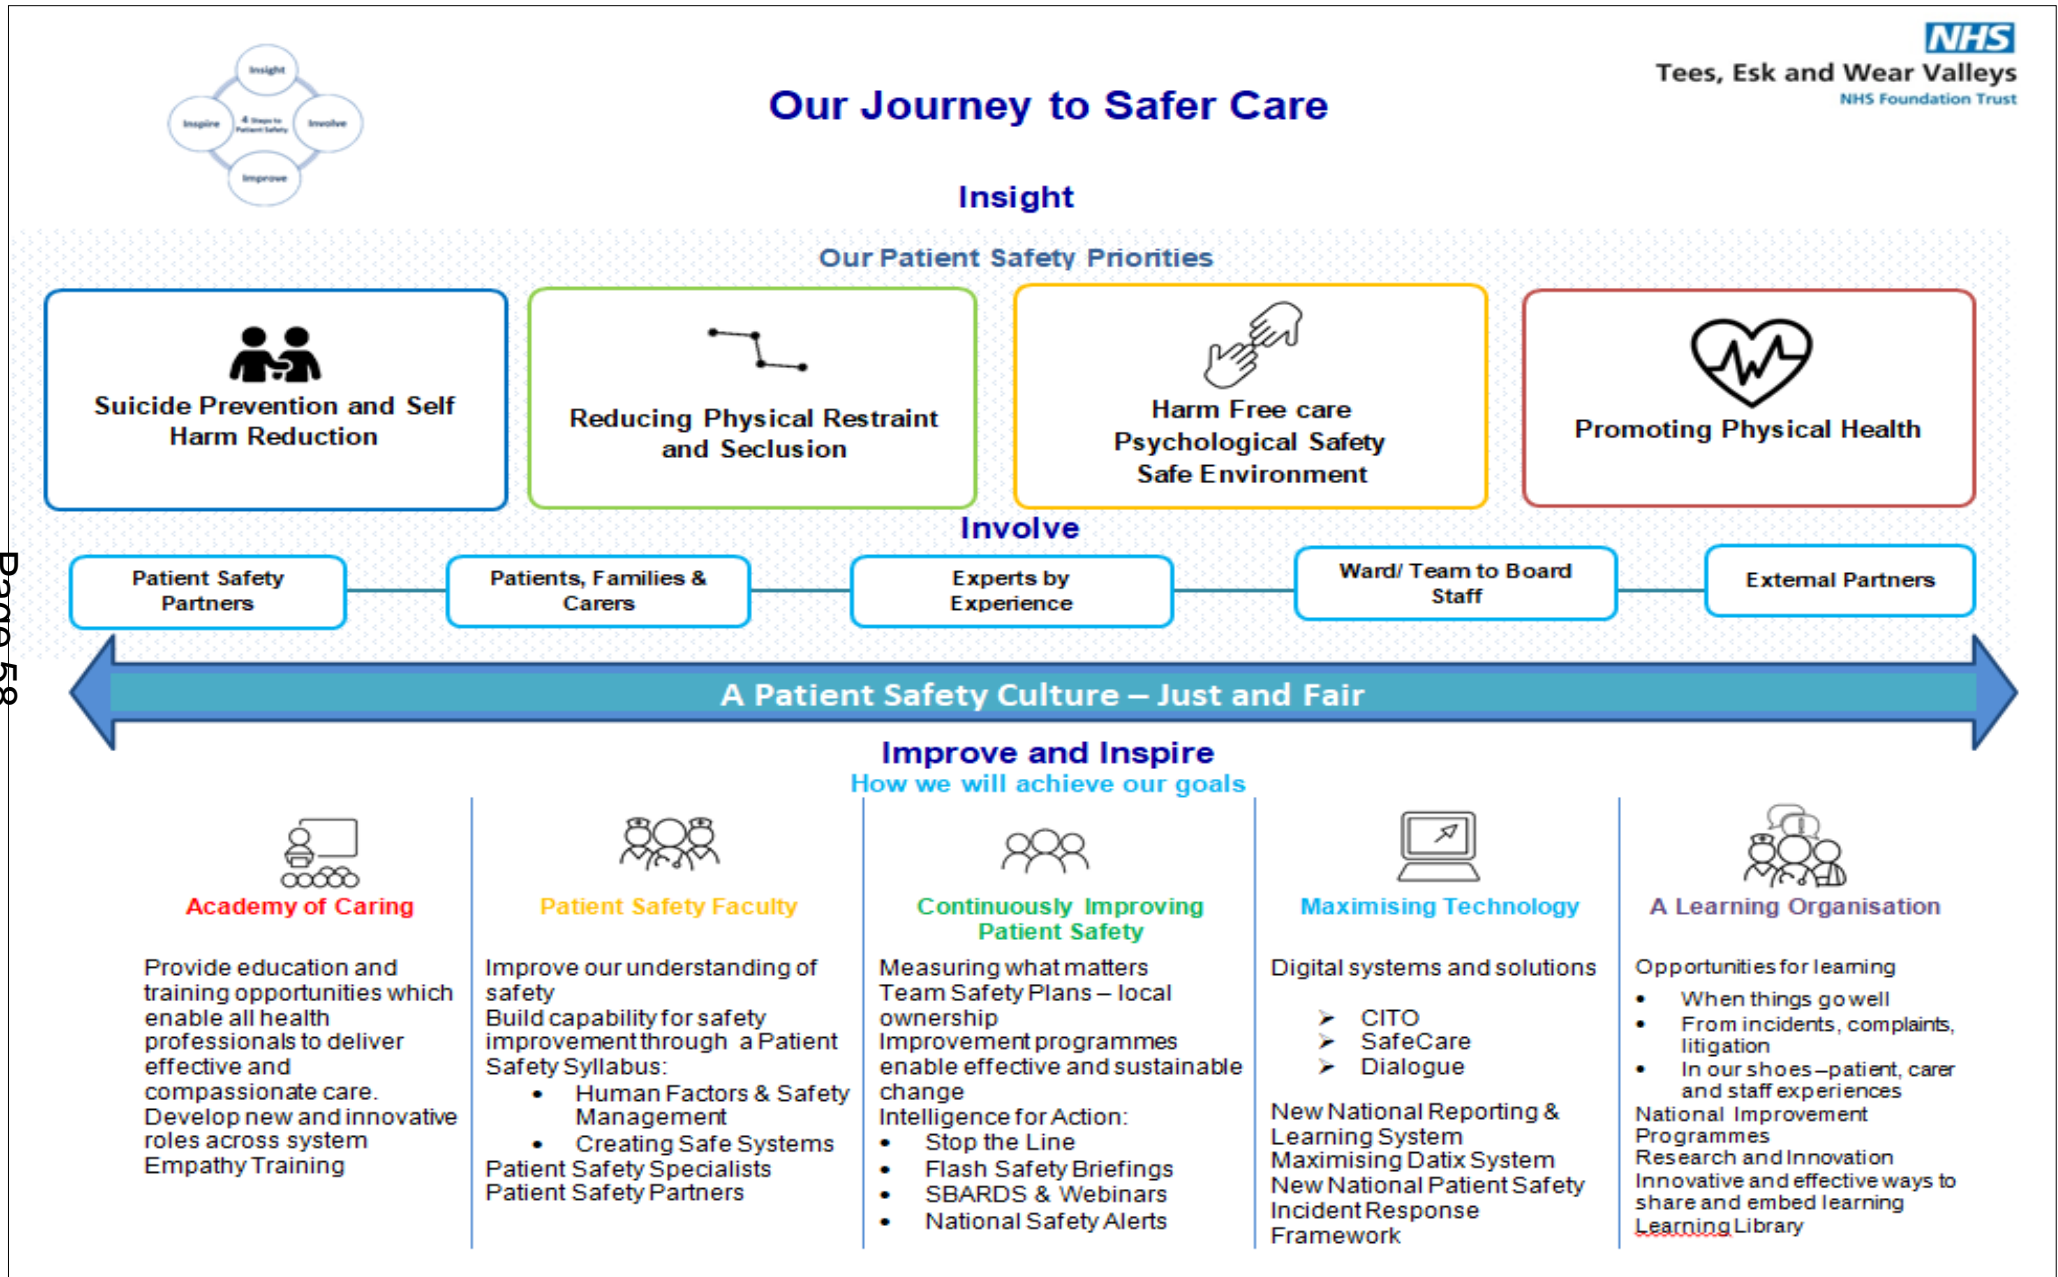 NHS
Tees, Esk and Wear Valleys
NHS Foundation Trust
Insight
Inspire
4 Steps to
Patient Safety
Involve
Improve
Our Journey to Safer Care
Insight
Our Patient Safety Priorities
Suicide Prevention and Self
Harm Reduction
Reducing Physical Restraint
and Seclusion
Harm Free care
Psychological Safety
Safe Environment
Promoting Physical Health
Involve
Patient Safety
Partners
Patients, Families &
Carers
Experts by
Experience
Ward/ Team to Board
Staff
External Partners
Page 58
A Patient Safety Culture – Just and Fair
Improve and Inspire
How we will achieve our goals
Academy of Caring
Provide education and
training opportunities which
enable all health
professionals to deliver
effective and
compassionate care.
Develop new and innovative
roles across system
Empathy Training
Patient Safety Faculty
Improve our understanding of
safety
Build capability for safety
improvement through a Patient
Safety Syllabus:
• Human Factors & Safety
Management
• Creating Safe Systems
Patient Safety Specialists
Patient Safety Partners
Continuously Improving
Patient Safety
Measuring what matters
Team Safety Plans – local
ownership
Improvement programmes
enable effective and sustainable
change
Intelligence for Action:
• Stop the Line
• Flash Safety Briefings
• SBARDS & Webinars
• National Safety Alerts
Maximising Technology
Digital systems and solutions
➢ CITO
➢ SafeCare
➢ Dialogue
New National Reporting &
Learning System
Maximising Datix System
New National Patient Safety
Incident Response
Framework
A Learning Organisation
Opportunities for learning
• When things go well
• From incidents, complaints,
litigation
• In our shoes –patient, carer
and staff experiences
National Improvement
Programmes
Research and Innovation
Innovative and effective ways to
share and embed learning
Learning Library